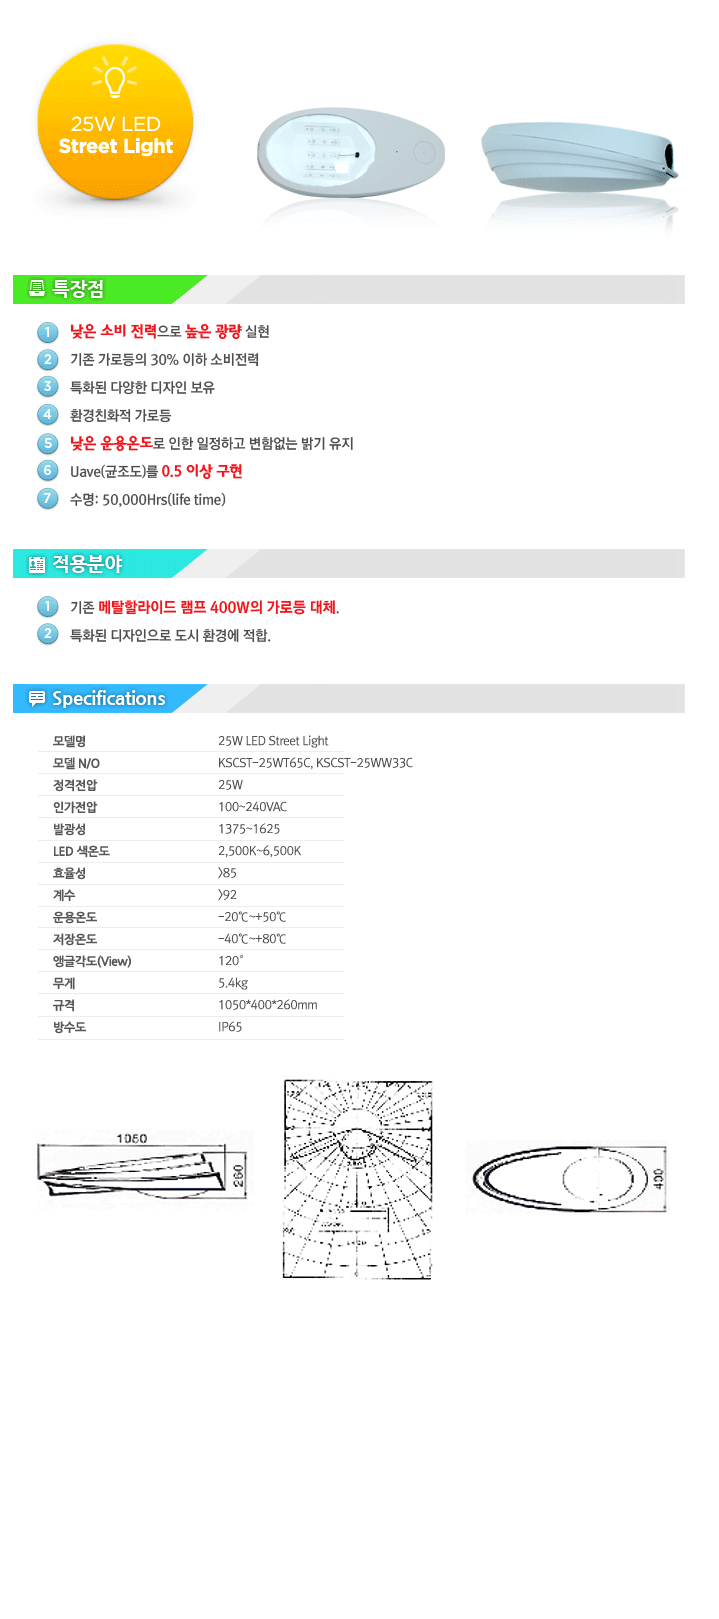 25W LED
Street Light
특장점
1 낮은 소비 전력으로 높은 광량 실현
2 기존 가로등의 30% 이하 소비전력
3 특화된 다양한 디자인 보유
4 환경친화적 가로등
5 낮은 운용온도로 인한 일정하고 변함없는 밝기 유지
6 Uave(균조도)를 0.5 이상 구현
7 수명: 50,000Hrs(life time)
적용분야
1 기존 메탈할라이드 램프 400W의 가로등 대체.
2 특화된 디자인으로 도시 환경에 적합.
Specifications
모델명 25W LED Street Light
모델 N/O KSCST-25WT65C, KSCST-25WW33C
정격전압 25W
인가전압 100~240VAC
발광성 1375~1625
LED 색온도 2,500K~6,500K
효율성 >85
계수 >92
운용온도 -20℃~+50℃
저장온도 -40℃~+80℃
앵글각도(View) 120°
무게 5.4kg
규격 1050*400*260mm
방수도 IP65
1050
260
400